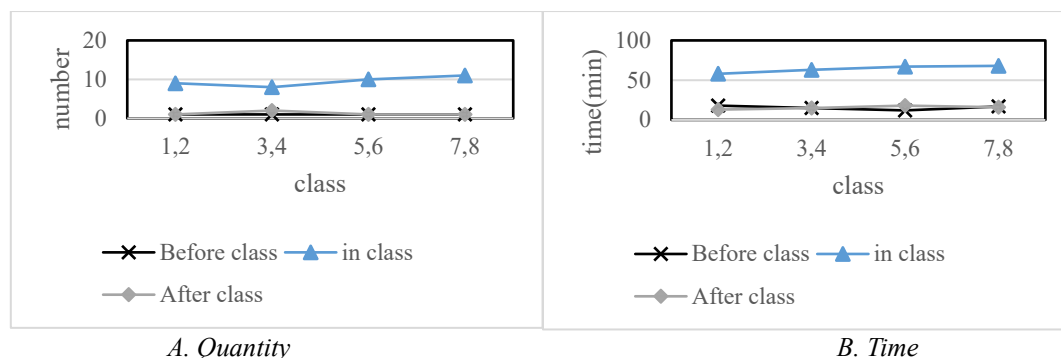 20
10
0
number
1,2 3,4 5,6 7,8
class
Before class in class
After class
A. Quantity
100
50
0
time(min)
1,2 3,4 5,6 7,8
class
Before class in class
After class
B. Time